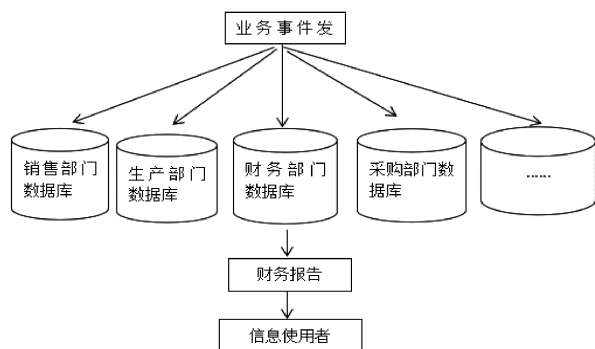 业务事件发
销售部门
数据库
生产部门
数据库
财务部门
数据库
采购部门数
据库
……
财务报告
信息使用者